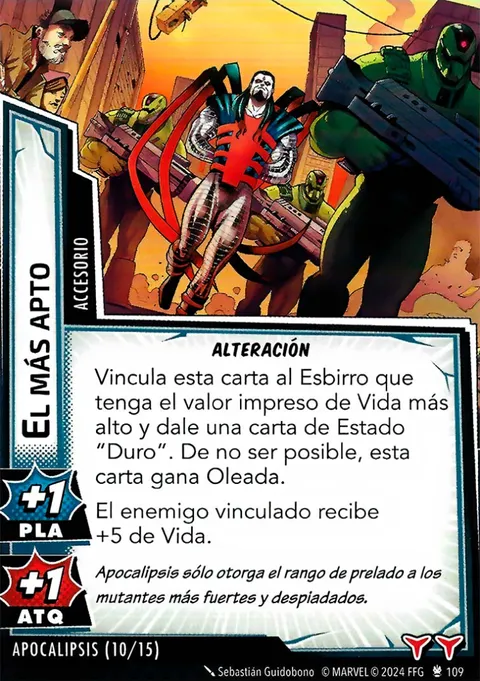 EL MÁS APTO
ACCESORIO
ALTERACIÓN
Vincula esta carta al Esbirro que
tenga el valor impreso de Vida más
alto y dale una carta de Estado
“Duro”. De no ser posible, esta
carta gana Oleada.
El enemigo vinculado recibe
+5 de Vida.
Apocalipsis sólo otorga el rango de prelado a los
mutantes más fuertes y despiadados.
+1
PLA
+1
ATQ
APOCALIPSIS (10/15)
Sebastián Guidobono © MARVEL © 2024 FFG 109